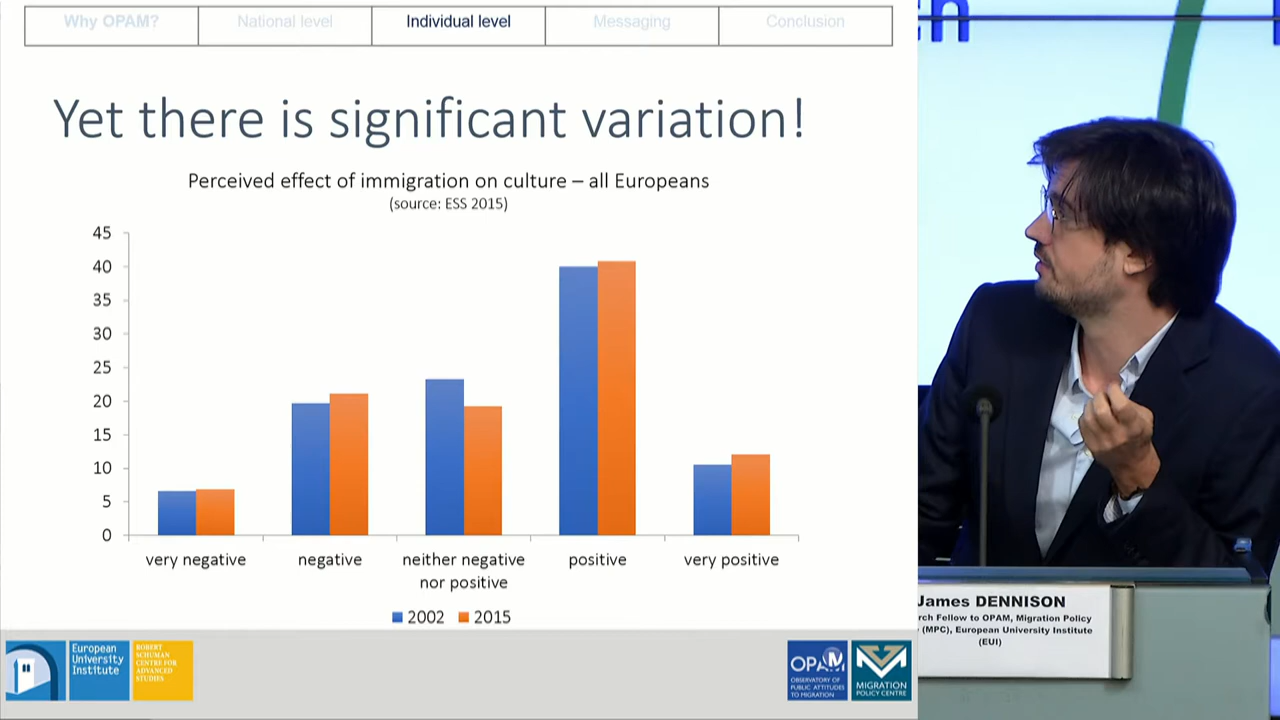 Why OPAM?
National level
Individual level
Messaging
Conclusion
Yet there is significant variation!
Perceived effect of immigration on culture – all Europeans
(source: ESS 2015)
45
40
35
30
25
20
15
10
5
0
very negative
negative
neither negative
nor positive
positive
very positive
2002
2015
European
University
Institute
ROBERT
SCHUMAN
CENTRE FOR
ADVANCED
STUDIES
OPAM
OBSERVATORY OF
PUBLIC ATTITUDES
TO MIGRATION
MIGRATION
POLICY CENTRE
James DENNISON
rch Fellow to OPAM, Migration Policy
(MPC), European University Institute
(EUI)